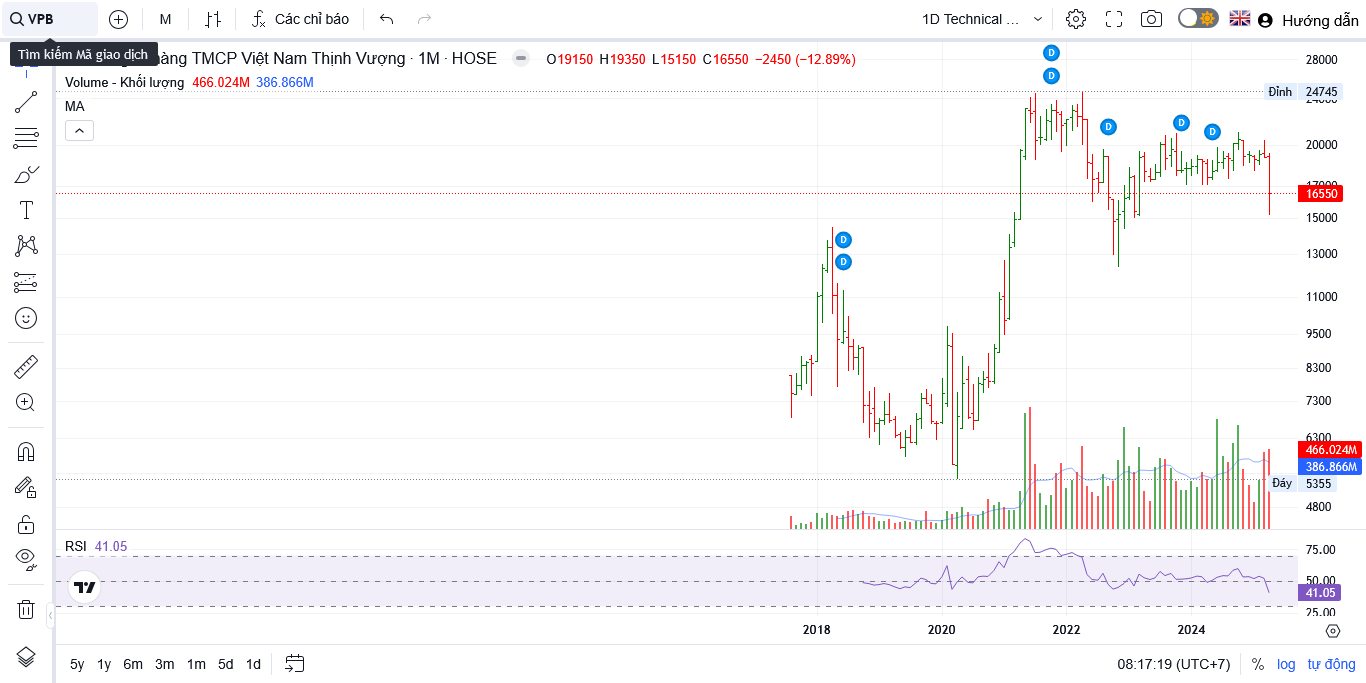 VPB
M
Các chỉ báo
1D Technical ...
Hướng dẫn
Tìm kiếm Mã giao dịch
àng TMCP Việt Nam Thịnh Vượng · 1M · HOSE
O19150 H19350 L15150 C16550 −2450 (−12.89%)
Volume - Khối lượng 466.024M 386.866M
MA
D
D
D
D
D
D
D
28000
Đỉnh 24745
24000
20000
17000
16550
15000
13000
11000
9500
8300
7300
6300
466.024M
386.866M
Đáy 5355
4800
RSI 41.05
75.00
50.00
41.05
25.00
2018 2020 2022 2024
5y 1y 6m 3m 1m 5d 1d
08:17:19 (UTC+7) % log tự động